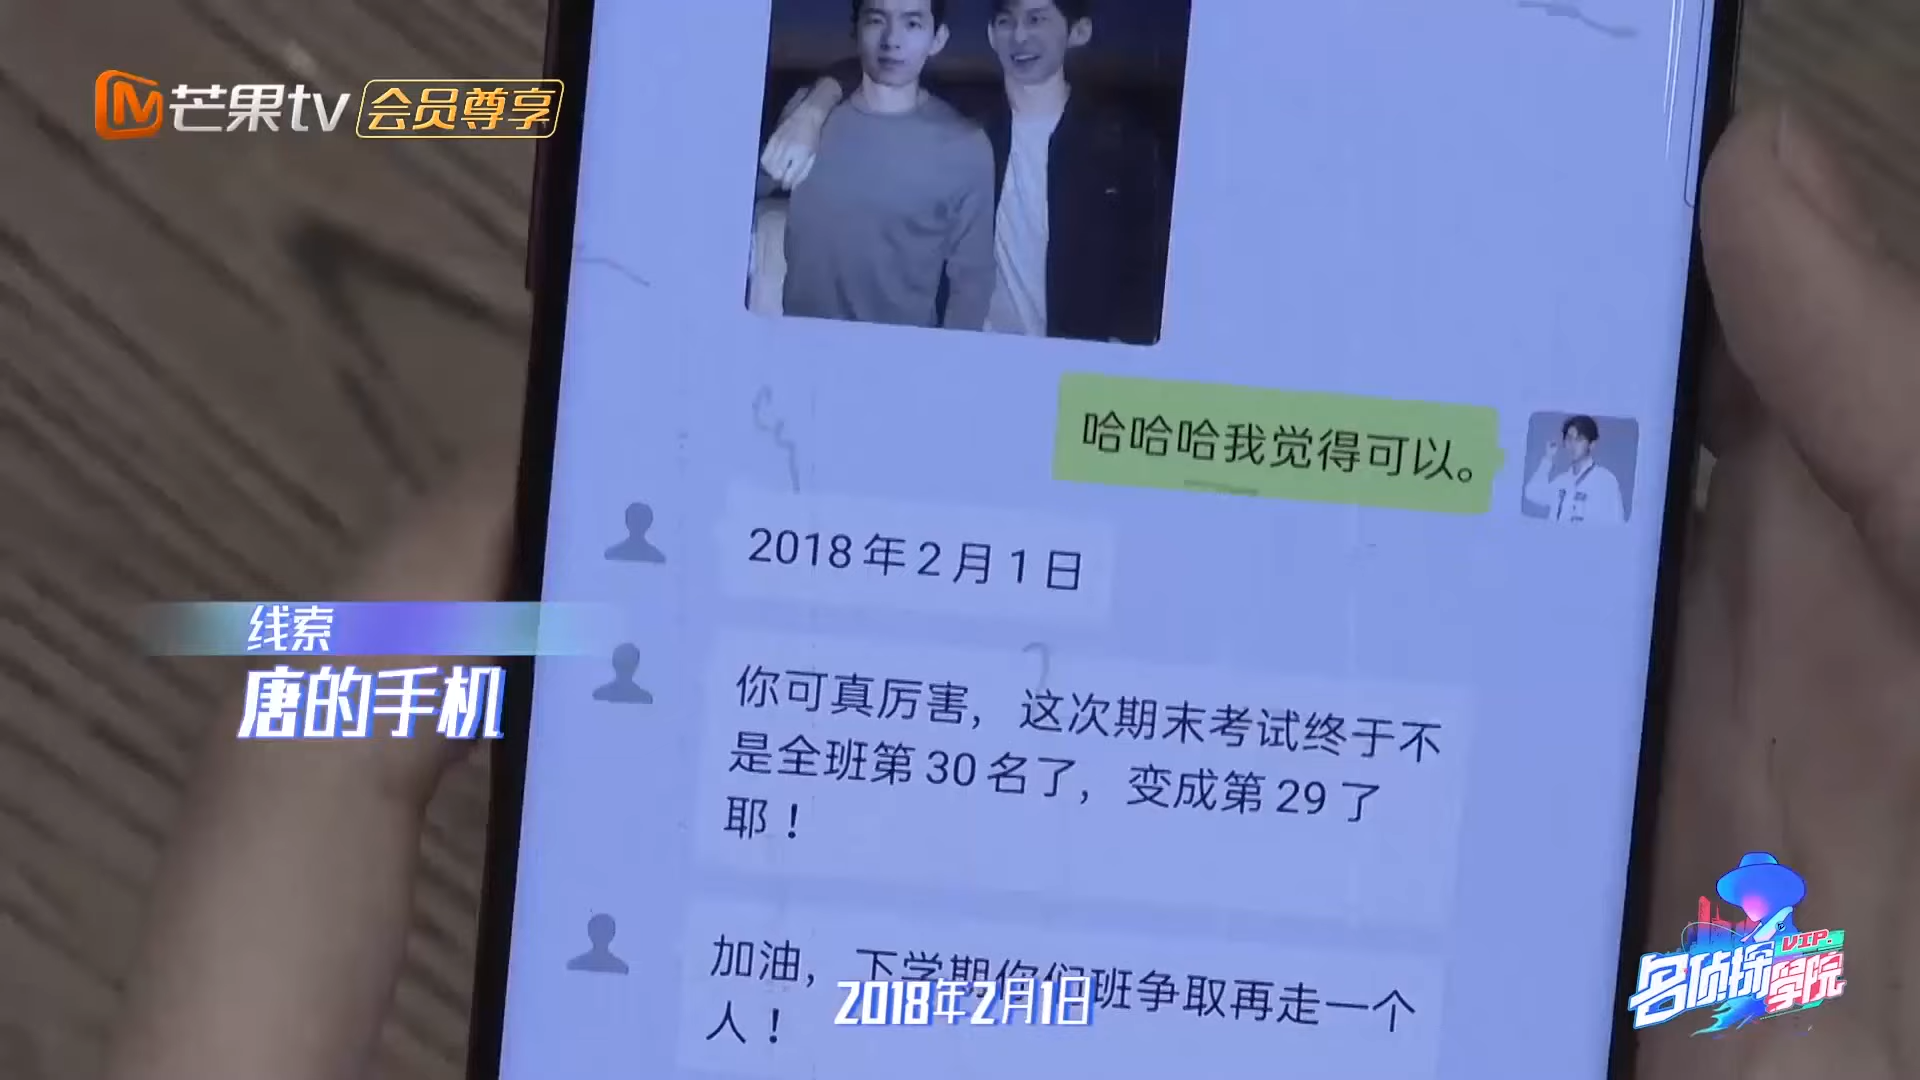 芒果tv 会员尊享
哈哈哈我觉得可以。
2018年2月1日
线索
唐的手机
你可真厉害，这次期末考试终于不
是全班第30名了，变成第29了
耶！
加油，下学期你们班争取再走一个
人！
2018年2月1日
VIP.
名侦探学院